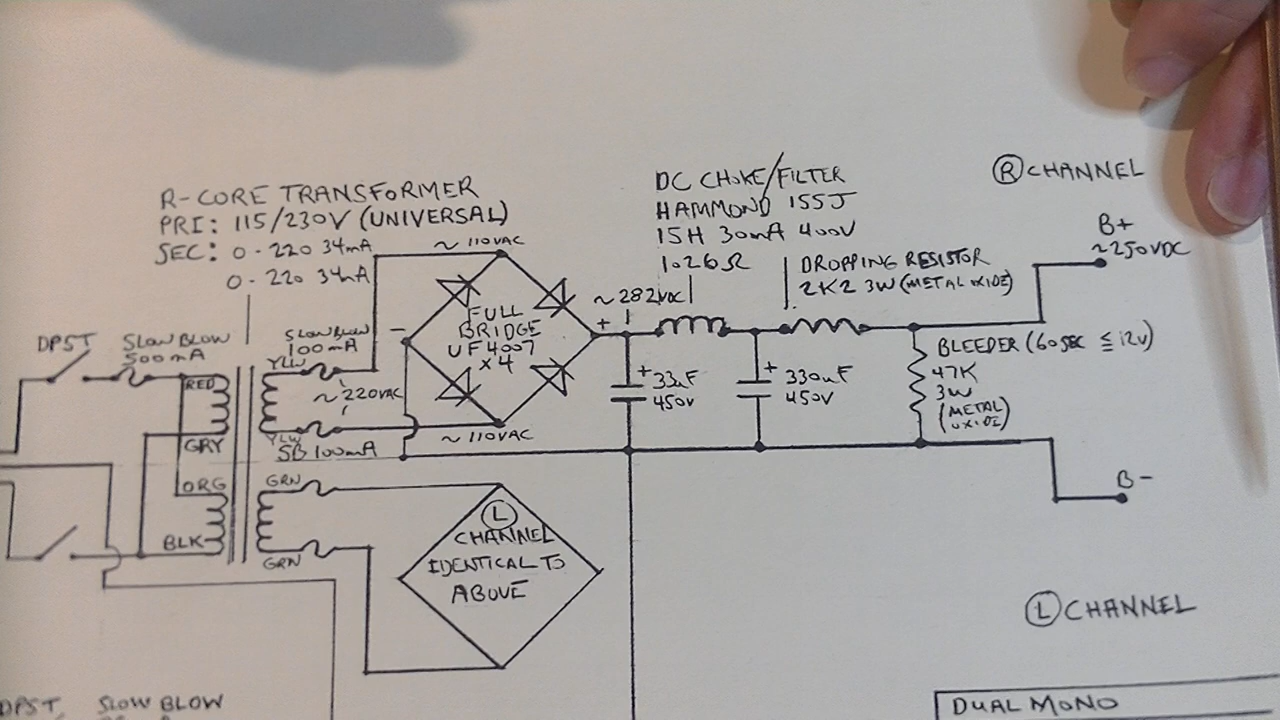 R-CORE TRANSFORMER
PRI: 115/230V (UNIVERSAL)
SEC: 0-220 34mA
0-220 34mA
DPST
SLOW BLOW
500mA
RED
GRY
ORG
BLK
YLW
SLOW BLOW
100mA
~220VAC
YLW
SB 100mA
GRN
GRN
~110VAC
FULL
BRIDGE
UF4007
x4
~110VAC
-
+
L
CHANNEL
IDENTICAL TO
ABOVE
~282VDC
DC CHOKE/FILTER
HAMMOND 155J
15H 30mA 400V
DROPPING RESISTOR
2K2 3W (METAL OXIDE)
+
33uF
450V
+
330uF
450V
BLEEDER (60SEC ≤ 12V)
47K
3W
(METAL
OXIDE)
R CHANNEL
B+
~250VDC
B-
L CHANNEL
DPST
SLOW BLOW
DUAL MONO